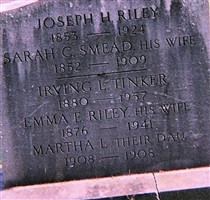 JOSEPH H. RILEY
1853 – 1924
SARAH C. SMEAD, HIS WIFE
1852 – 1909
IRVING L. TINKER
1880 – 1957
EMMA E. RILEY, HIS WIFE
1876 – 1941
MARTHA L. THEIR DAU.
1908 – 1908